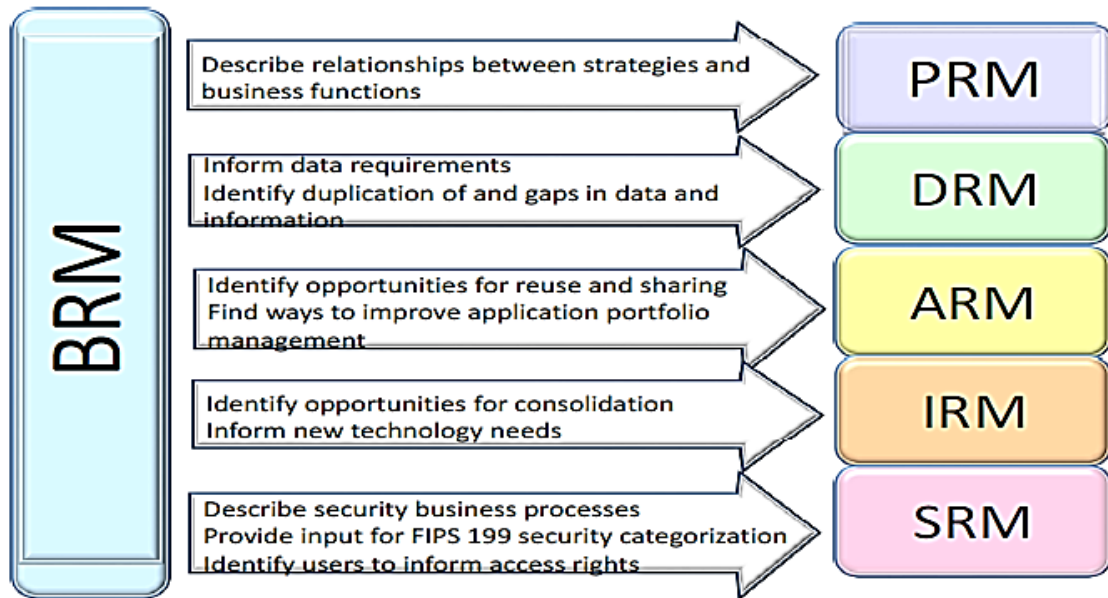 BRM
Describe relationships between strategies and
business functions
PRM
Inform data requirements
Identify duplication of and gaps in data and
information
DRM
Identify opportunities for reuse and sharing
Find ways to improve application portfolio
management
ARM
Identify opportunities for consolidation
Inform new technology needs
IRM
Describe security business processes
Provide input for FIPS 199 security categorization
Identify users to inform access rights
SRM